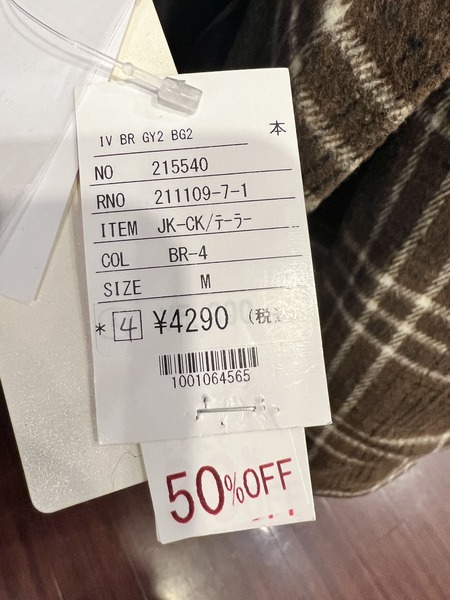 IV BR GY2 BG2
本
NO 215540
RNO 211109-7-1
ITEM JK-CK/テーラー
COL BR-4
SIZE M
* 4 ¥4290 (税
1001064565
50%OFF